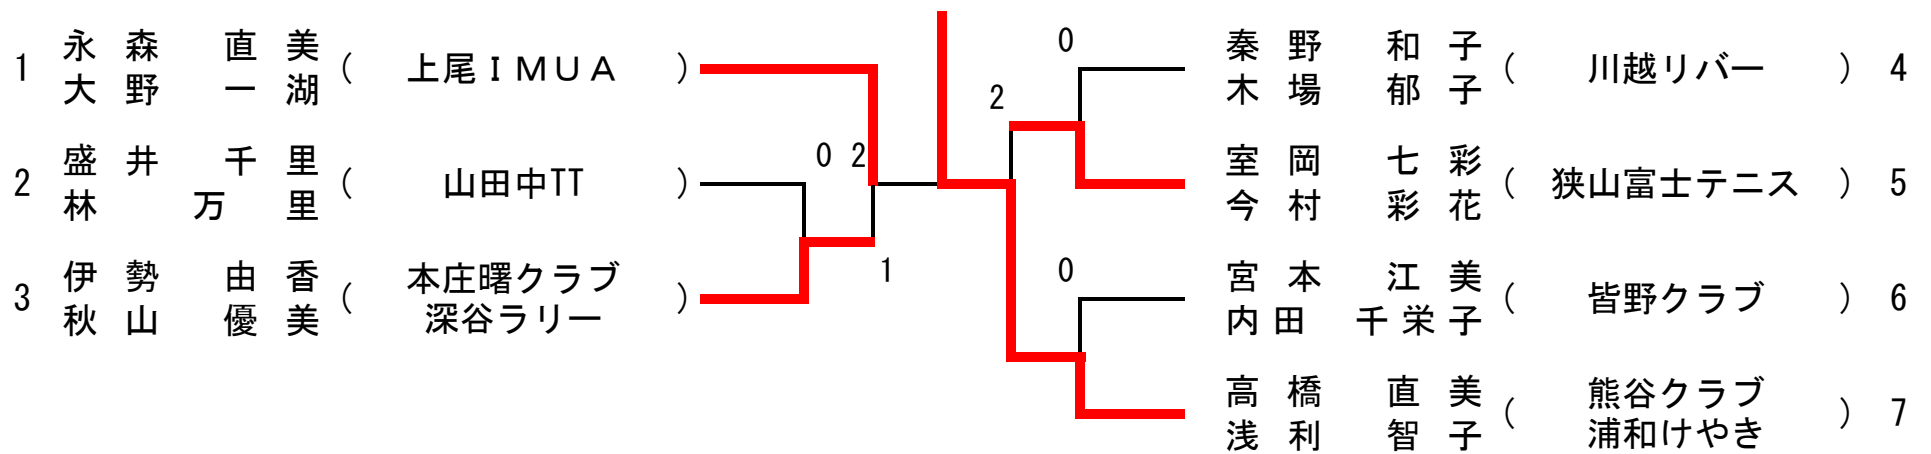 永森 直美
1 ( 上尾ＩＭＵＡ )
大野 一湖
盛井 千里
2 ( 山田中TT )
林 万里
伊勢 由香 本庄曙クラブ
3 ( )
秋山 優美 深谷ラリー
0 2
1
2
0
0
秦野 和子
( 川越リバー ) 4
木場 郁子
室岡 七彩
( 狭山富士テニス ) 5
今村 彩花
宮本 江美
( 皆野クラブ ) 6
内田 千栄子
高橋 直美 熊谷クラブ
( ) 7
浅利 智子 浦和けやき